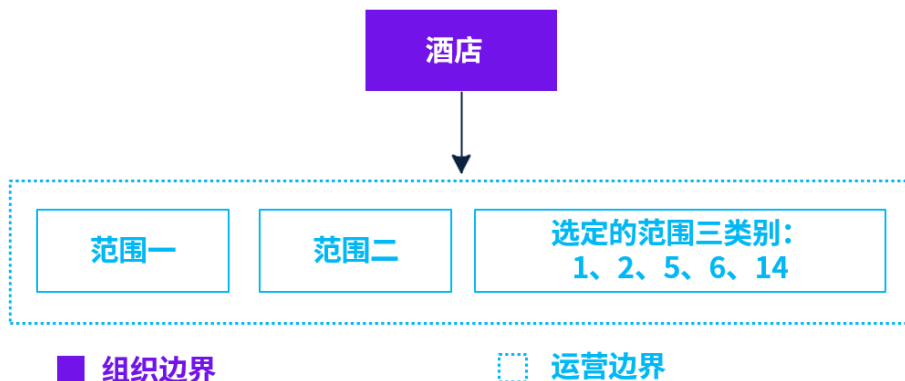 酒店
范围一
范围二
选定的范围三类别：
1、2、5、6、14
组织边界
运营边界